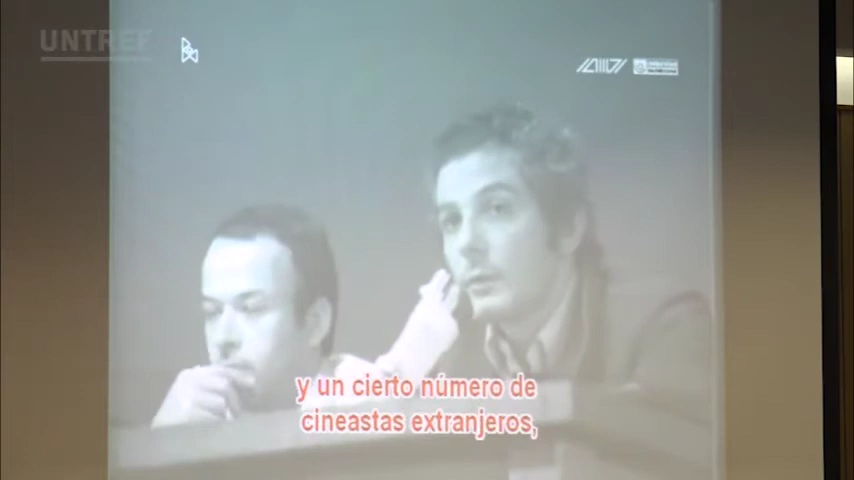 UNTREF
y un cierto número de
cineastas extranjeros,